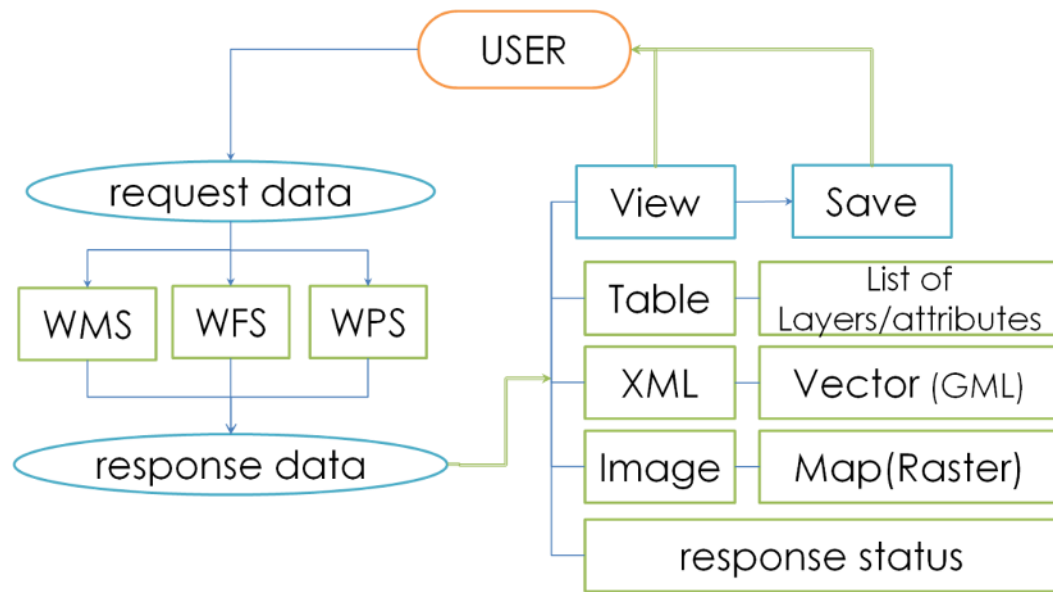 USER
request data
WMS
WFS
WPS
response data
View
Save
Table
List of
Layers/attributes
XML
Vector (GML)
Image
Map(Raster)
response status